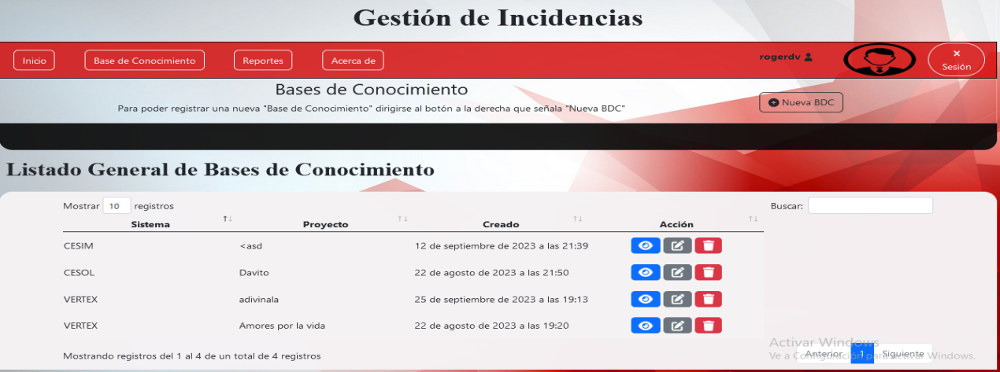 Gestión de Incidencias
Inicio Base de Conocimiento Reportes Acerca de rogerdv × Sesión
Bases de Conocimiento
Para poder registrar una nueva "Base de Conocimiento" dirigirse al botón a la derecha que señala "Nueva BDC"
Nueva BDC
Listado General de Bases de Conocimiento
Mostrar 10 registros Buscar:
Sistema Proyecto Creado Acción
CESIM <asd 12 de septiembre de 2023 a las 21:39
CESOL Davito 22 de agosto de 2023 a las 21:50
VERTEX adivinala 25 de septiembre de 2023 a las 19:13
VERTEX Amores por la vida 22 de agosto de 2023 a las 19:20
Mostrando registros del 1 al 4 de un total de 4 registros
Anterior 1 Siguiente
Activar Windows
Ve a Configuración para activar Windows.